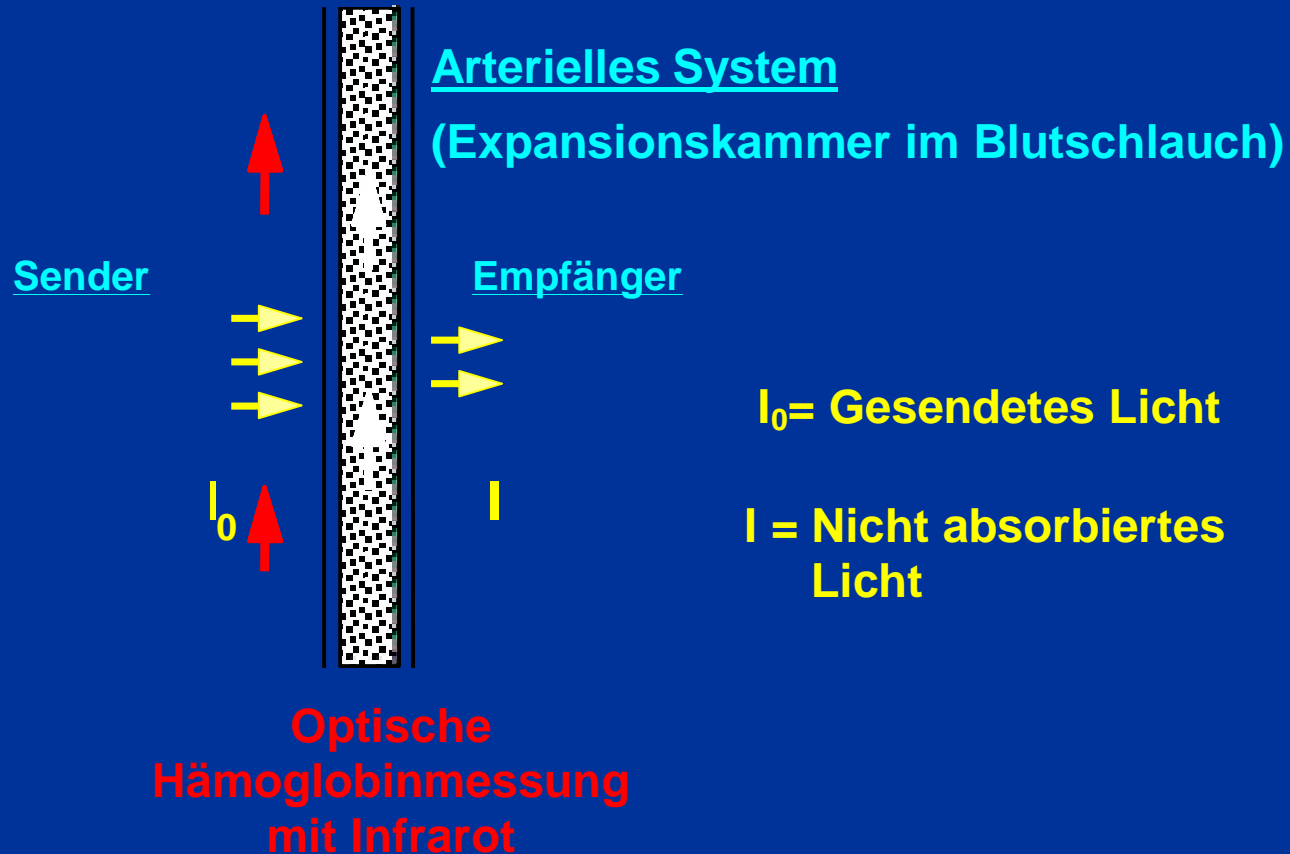 Arterielles System
(Expansionskammer im Blutschlauch)
Sender
Empfänger
I₀= Gesendetes Licht
I₀
I
I = Nicht absorbiertes
Licht
Optische
Hämoglobinmessung
mit Infrarot